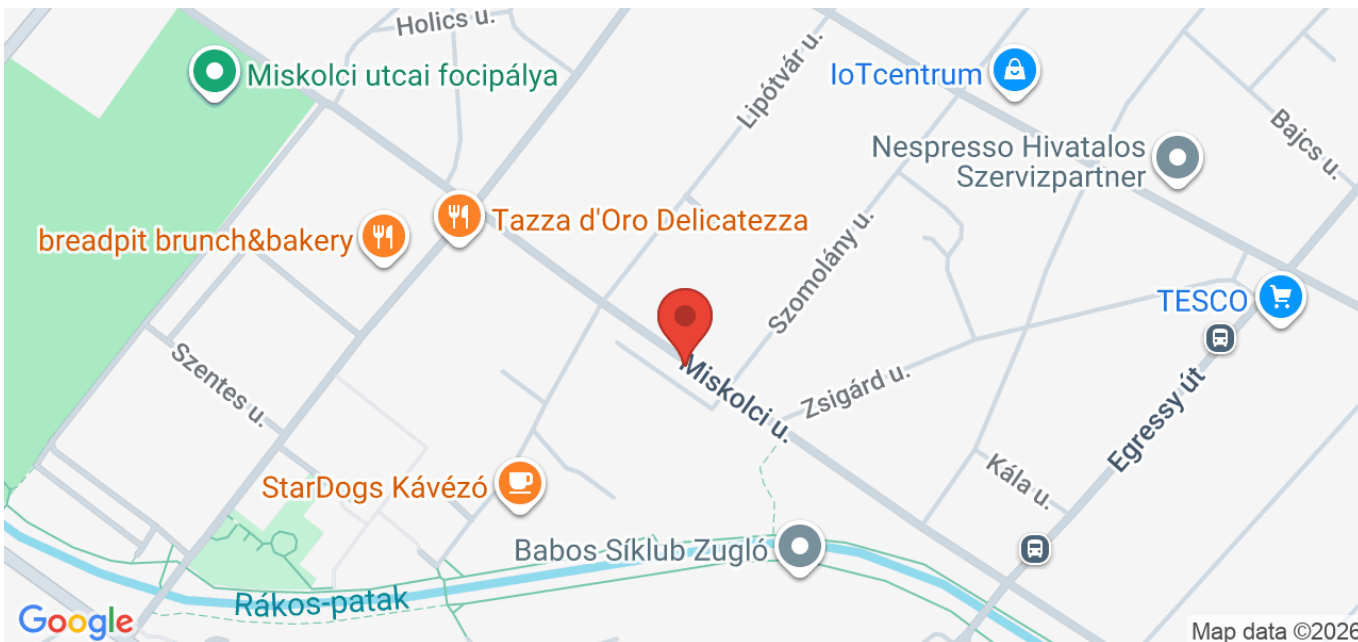 Holics u.
Miskolci utcai focipálya
Lipótvár u.
IoTcentrum
Bajcs u.
Nespresso Hivatalos
Szervizpartner
breadpit brunch&bakery
Tazza d'Oro Delicatezza
Szomolány u.
TESCO
Szentes u.
Miskolci u.
Zsigárd u.
Egressy út
Kála u.
StarDogs Kávézó
Babos Síklub Zugló
Rákos-patak
Google
Map data ©2026